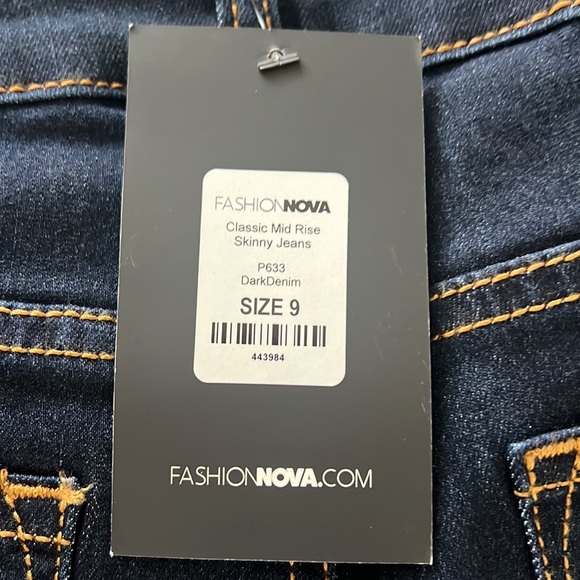 FASHIONNOVA
Classic Mid Rise
Skinny Jeans
P633
DarkDenim
SIZE 9
443984
FASHIONNOVA.COM